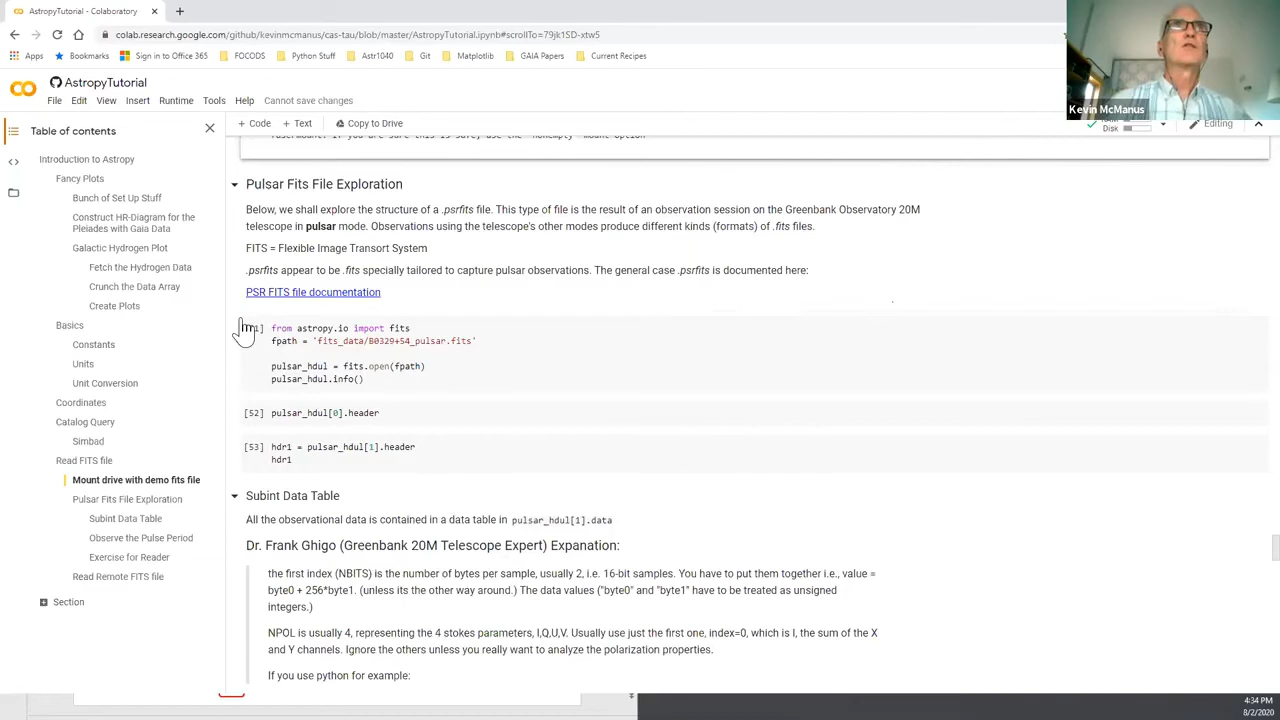 AstropyTutorial - Colaboratory
colab.research.google.com/github/kevinmcmanus/cas-tau/blob/master/AstropyTutorial.ipynb#scrollTo=79jk1SD-xtw5
Apps Bookmarks Sign in to Office 365 FOCODS Python Stuff Astr1040 Git Matplotlib GAIA Papers Current Recipes
AstropyTutorial
File Edit View Insert Runtime Tools Help Cannot save changes
Kevin McManus
Table of contents
+ Code + Text Copy to Drive
Disk
Editing
Introduction to Astropy
Fancy Plots
Bunch of Set Up Stuff
Construct HR-Diagram for the
Pleiades with Gaia Data
Galactic Hydrogen Plot
Fetch the Hydrogen Data
Crunch the Data Array
Create Plots
Basics
Constants
Units
Unit Conversion
Coordinates
Catalog Query
Simbad
Read FITS file
Mount drive with demo fits file
Pulsar Fits File Exploration
Subint Data Table
Observe the Pulse Period
Exercise for Reader
Read Remote FITS file
Section
Pulsar Fits File Exploration
Below, we shall explore the structure of a .psrfits file. This type of file is the result of an observation session on the Greenbank Observatory 20M
telescope in pulsar mode. Observations using the telescope's other modes produce different kinds (formats) of .fits files.
FITS = Flexible Image Transort System
.psrfits appear to be .fits specially tailored to capture pulsar observations. The general case .psrfits is documented here:
PSR FITS file documentation
from astropy.io import fits
fpath = 'fits_data/B0329+54_pulsar.fits'
pulsar_hdul = fits.open(fpath)
pulsar_hdul.info()
[52] pulsar_hdul[0].header
[53] hdr1 = pulsar_hdul[1].header
hdr1
Subint Data Table
All the observational data is contained in a data table in pulsar_hdul[1].data
Dr. Frank Ghigo (Greenbank 20M Telescope Expert) Expanation:
the first index (NBITS) is the number of bytes per sample, usually 2, i.e. 16-bit samples. You have to put them together i.e., value =
byte0 + 256*byte1. (unless its the other way around.) The data values ("byte0" and "byte1" have to be treated as unsigned
integers.)
NPOL is usually 4, representing the 4 stokes parameters, I,Q,U,V. Usually use just the first one, index=0, which is I, the sum of the X
and Y channels. Ignore the others unless you really want to analyze the polarization properties.
If you use python for example:
4:34 PM
8/2/2020